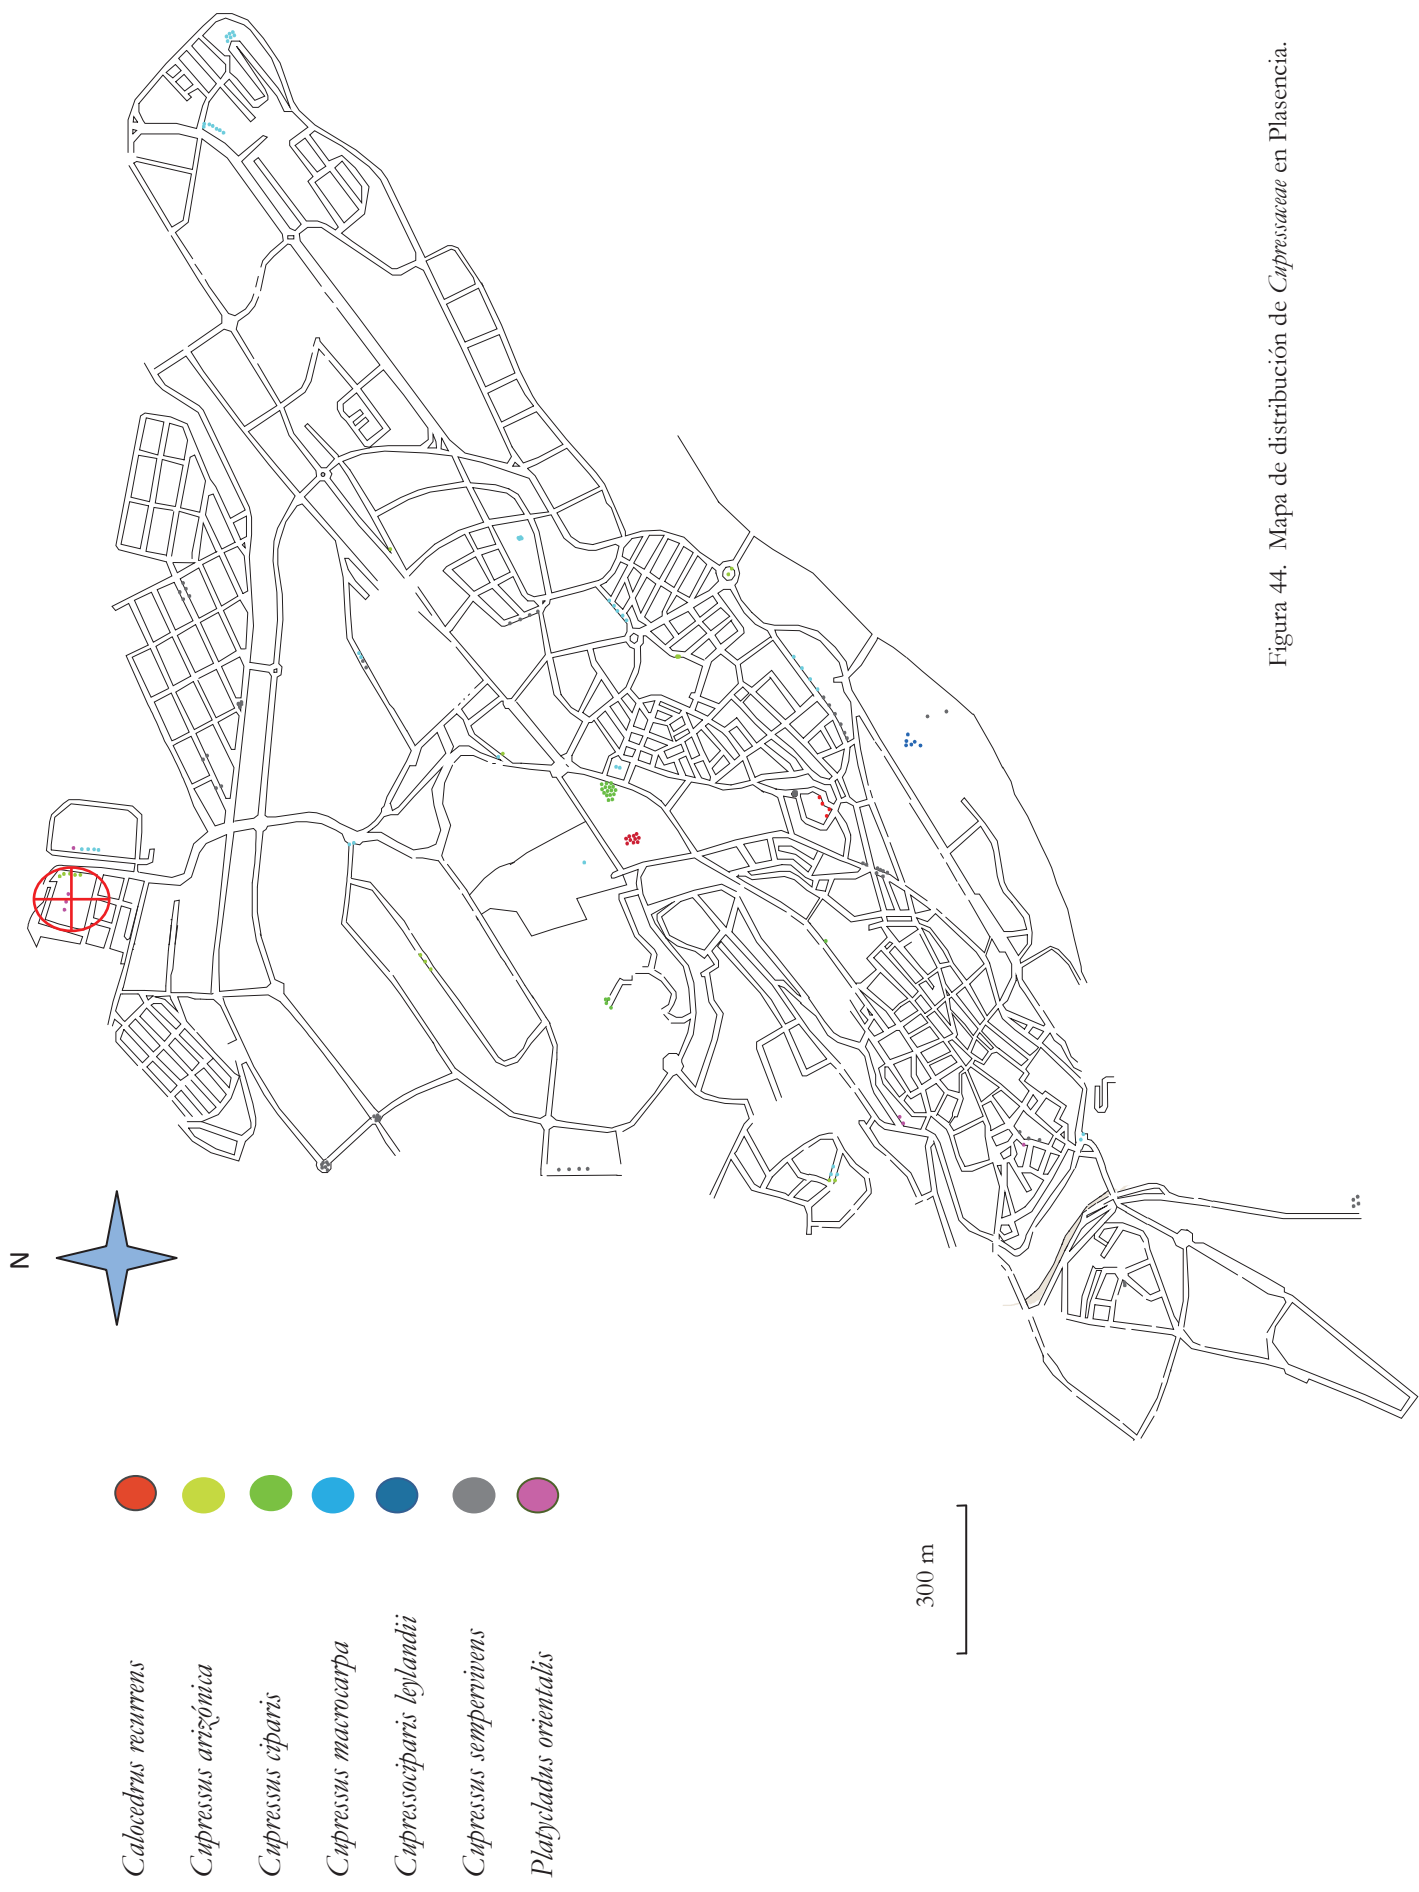 N
Calocedrus recurrens
Cupressus arizónica
Cupressus ciparis
Cupressus macrocarpa
Cupressociparis leylandii
Cupressus sempervivens
Platycladus orientalis
300 m
Figura 44. Mapa de distribución de Cupressaceae en Plasencia.